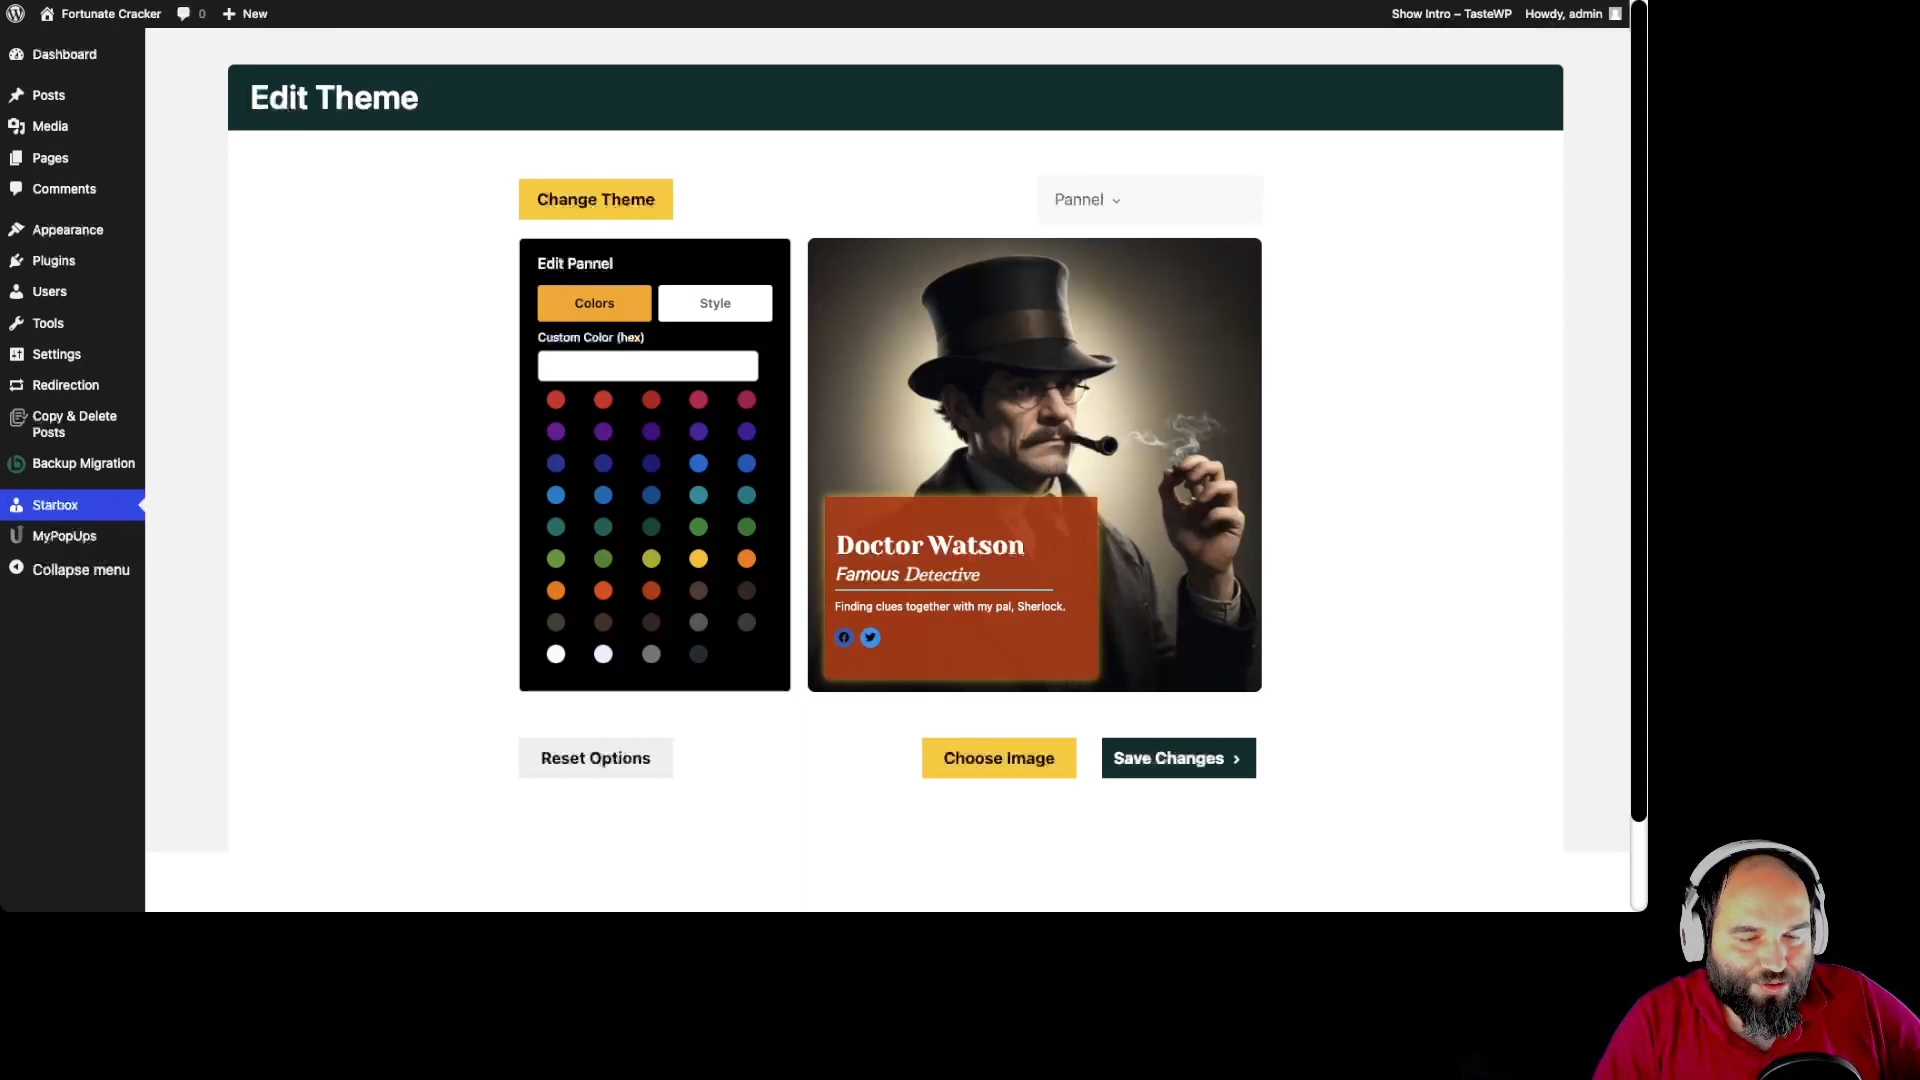 Fortunate Cracker 0 New
Show Intro – TasteWP Howdy, admin
Dashboard
Posts
Media
Pages
Comments
Appearance
Plugins
Users
Tools
Settings
Redirection
Copy & Delete
Posts
Backup Migration
Starbox
MyPopUps
Collapse menu
Edit Theme
Change Theme
Pannel
Edit Pannel
Colors Style
Custom Color (hex)
Doctor Watson
Famous Detective
Finding clues together with my pal, Sherlock.
Reset Options
Choose Image
Save Changes